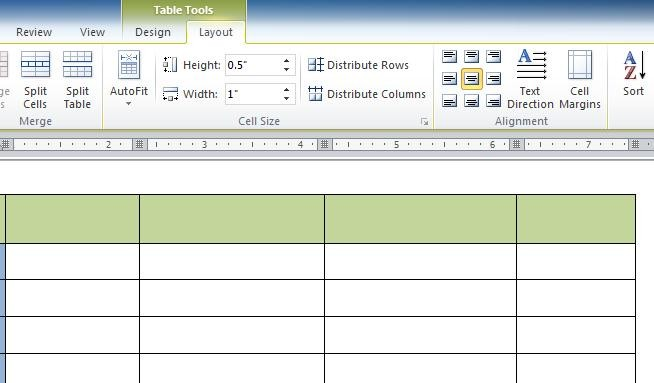 Table Tools
Review View Design Layout
Split Cells
Split Table
AutoFit
Height: 0.5"
Width: 1"
Distribute Rows
Distribute Columns
Text Direction
Cell Margins
Sort
Merge Cell Size Alignment
2 3 4 5 6 7